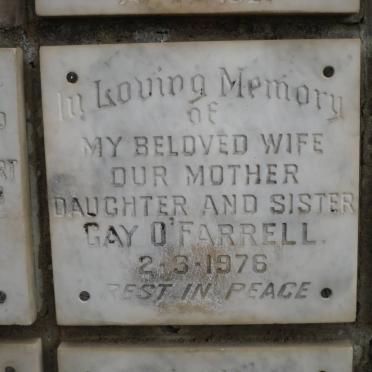 In Loving Memory
of
MY BELOVED WIFE
OUR MOTHER
DAUGHTER AND SISTER
GAY O'FARRELL.
2-3-1976
REST IN PEACE